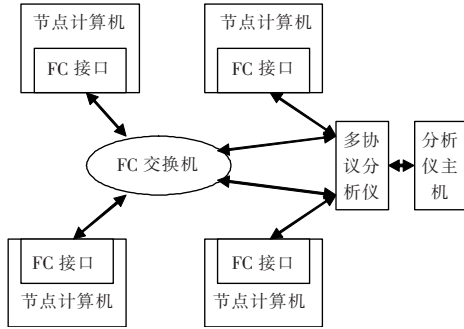 节点计算机
FC 接口
节点计算机
FC 接口
FC 交换机
多协
议分
析仪
分析
仪主
机
FC 接口
节点计算机
FC 接口
节点计算机